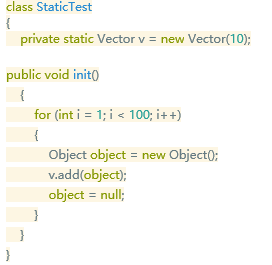 class StaticTest
{
    private static Vector v = new Vector(10);

public void init()
    {
        for (int i = 1; i < 100; i++)
        {
            Object object = new Object();
            v.add(object);
            object = null;
        }
    }
}